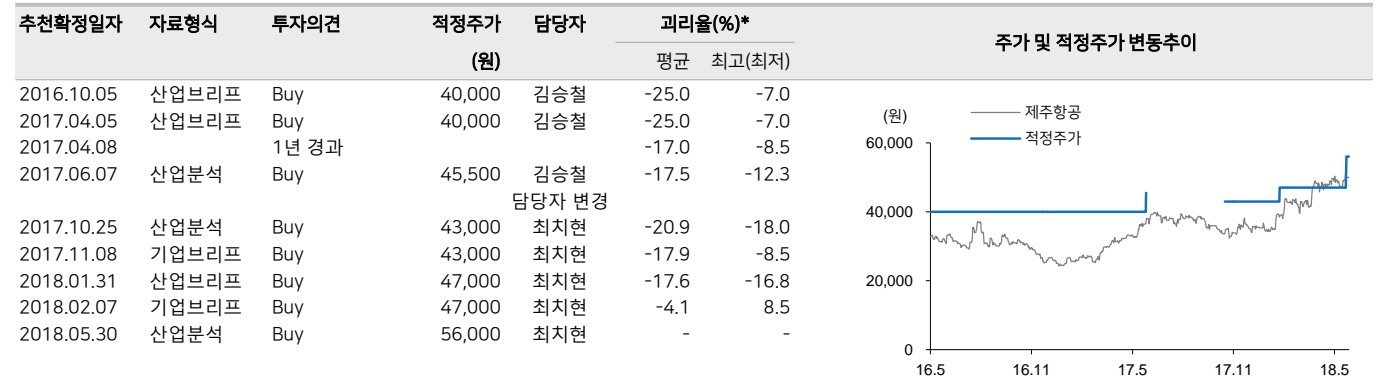 추천확정일자 자료형식 투자의견 적정주가 담당자 괴리율(%)* 주가 및 적정주가 변동추이
(원) 평균 최고(최저)
2016.10.05 산업브리프 Buy 40,000 김승철 -25.0 -7.0
2017.04.05 산업브리프 Buy 40,000 김승철 -25.0 -7.0
2017.04.08 1년 경과 -17.0 -8.5
2017.06.07 산업분석 Buy 45,500 김승철 -17.5 -12.3
담당자 변경
2017.10.25 산업분석 Buy 43,000 최치현 -20.9 -18.0
2017.11.08 기업브리프 Buy 43,000 최치현 -17.9 -8.5
2018.01.31 산업브리프 Buy 47,000 최치현 -17.6 -16.8
2018.02.07 기업브리프 Buy 47,000 최치현 -4.1 8.5
2018.05.30 산업분석 Buy 56,000 최치현 - -
(원) 제주항공
적정주가
60,000
40,000
20,000
0
16.5 16.11 17.5 17.11 18.5